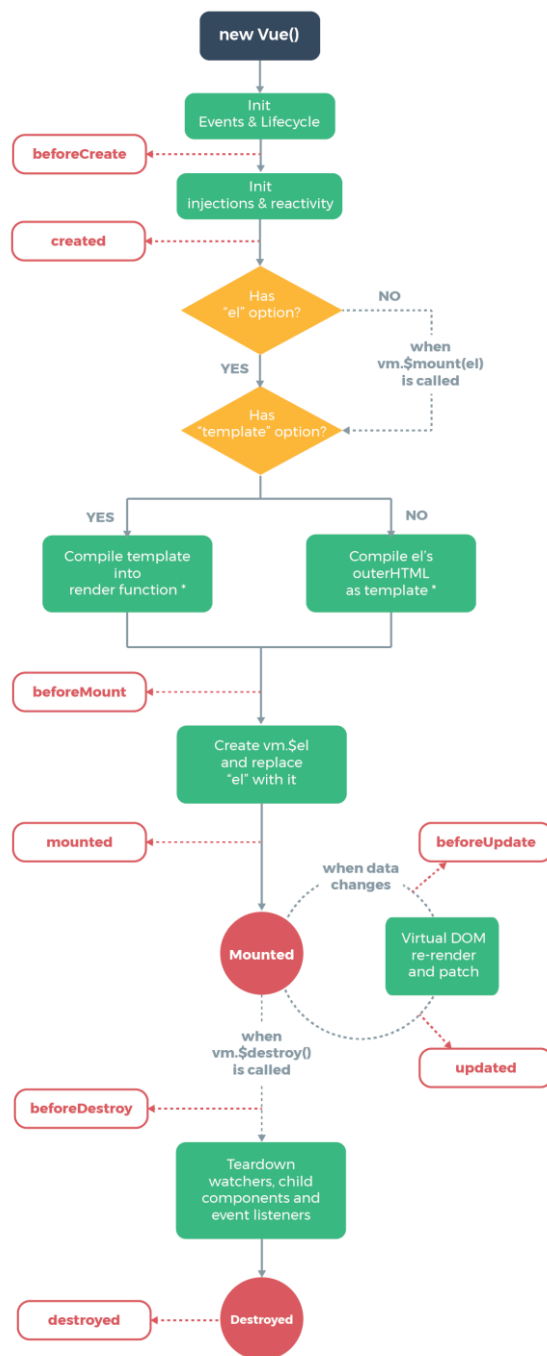 new Vue()
Init
Events & Lifecycle
beforeCreate
Init
injections & reactivity
created
Has
“el” option?
NO
when
vm.$mount(el)
is called
YES
Has
“template” option?
YES
NO
Compile template
into
render function *
Compile el’s
outerHTML
as template *
beforeMount
Create vm.$el
and replace
“el” with it
mounted
beforeUpdate
when data
changes
Mounted
Virtual DOM
re-render
and patch
when
vm.$destroy()
is called
updated
beforeDestroy
Teardown
watchers, child
components and
event listeners
destroyed
Destroyed